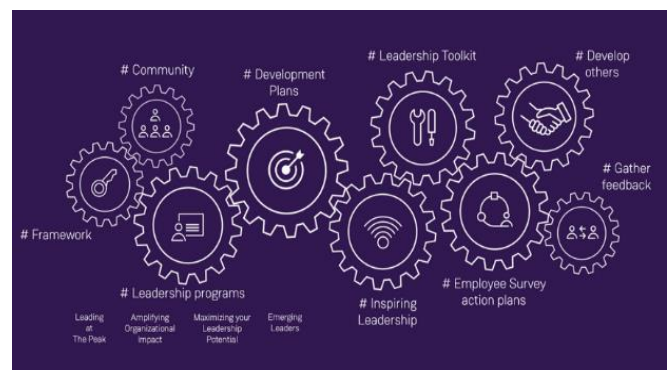 # Community
# Development
Plans
# Leadership Toolkit
# Develop
others
# Gather
feedback
# Framework
# Leadership programs
# Inspiring
Leadership
# Employee Survey
action plans
Leading
at
The Peak
Amplifying
Organizational
Impact
Maximizing your
Leadership
Potential
Emerging
Leaders